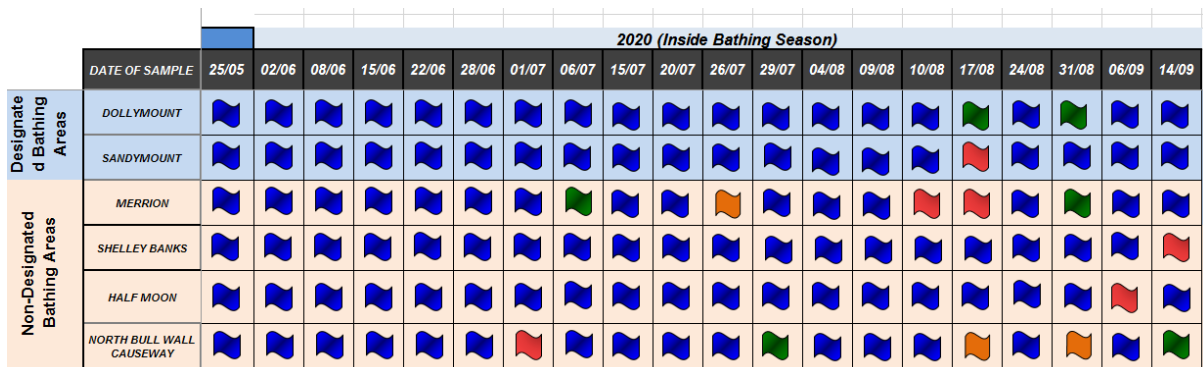 2020 (Inside Bathing Season)
DATE OF SAMPLE 25/05 02/06 08/06 15/06 22/06 28/06 01/07 06/07 15/07 20/07 26/07 29/07 04/08 09/08 10/08 17/08 24/08 31/08 06/09 14/09
Designate
d Bathing
Areas
DOLLYMOUNT
SANDYMOUNT
Non-Designated
Bathing Areas
MERRION
SHELLEY BANKS
HALF MOON
NORTH BULL WALL
CAUSEWAY